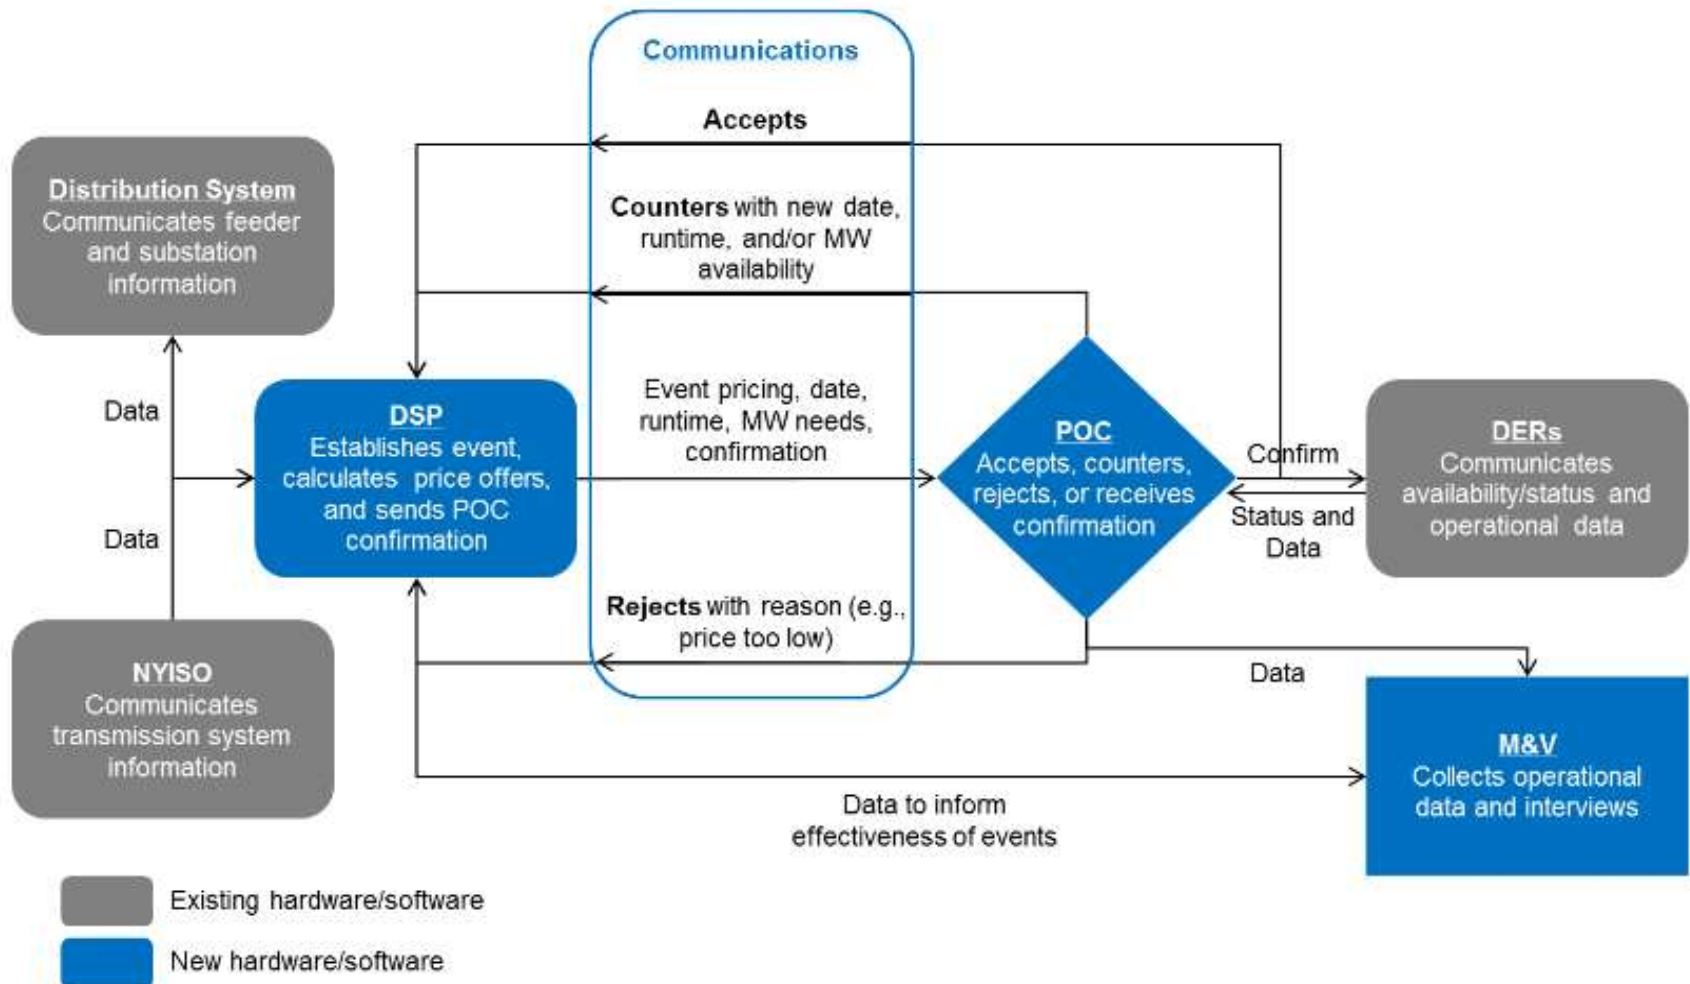 Communications
Accepts
Distribution System
Communicates feeder
and substation
information
Counters with new date,
runtime, and/or MW
availability
Data
DSP
Establishes event,
calculates price offers,
and sends POC
confirmation
Event pricing, date,
runtime, MW needs,
confirmation
POC
Accepts, counters,
rejects, or receives
confirmation
Confirm
Status and
Data
DERs
Communicates
availability/status and
operational data
Data
NYISO
Communicates
transmission system
information
Rejects with reason (e.g.,
price too low)
Data
M&V
Collects operational
data and interviews
Data to inform
effectiveness of events
Existing hardware/software
New hardware/software